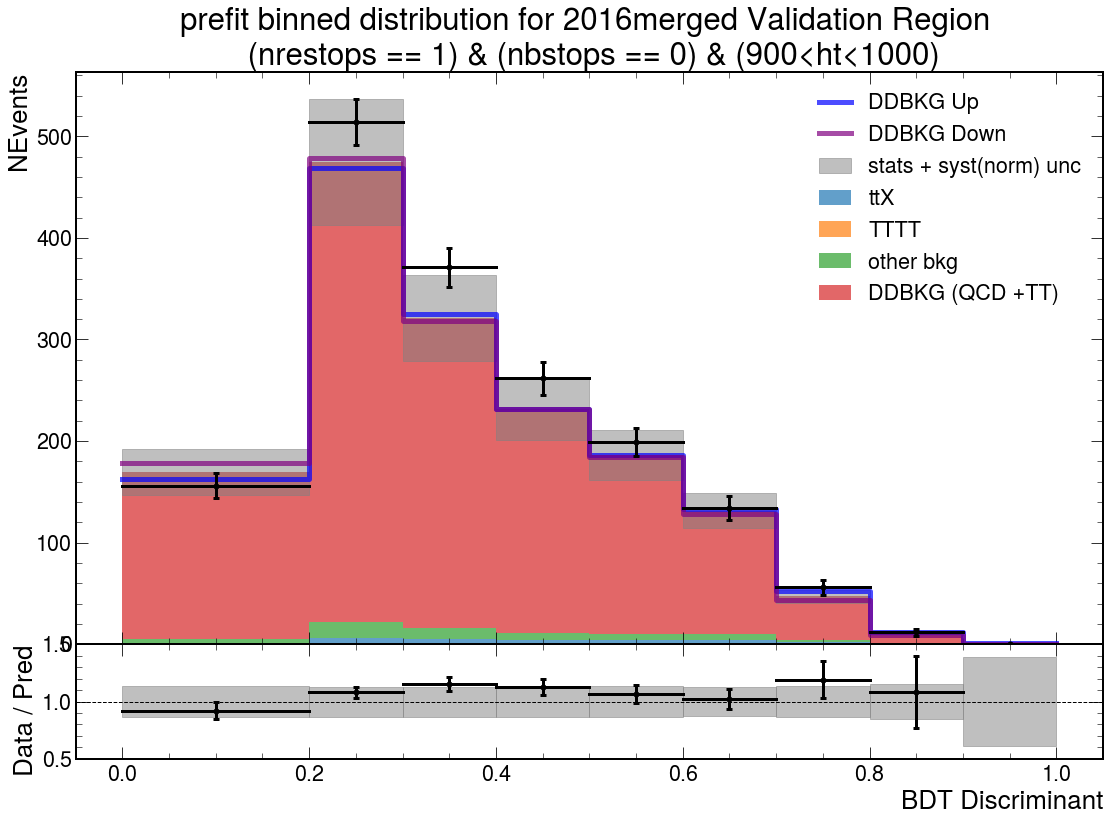 prefit binned distribution for 2016merged Validation Region
(nrestops == 1) & (nbstops == 0) & (900<ht<1000)
NEvents
500
400
300
200
100
0
DDBKG Up
DDBKG Down
stats + syst(norm) unc
ttX
TTTT
other bkg
DDBKG (QCD +TT)
Data / Pred
1.5
1.0
0.5
0.0
0.2
0.4
0.6
0.8
1.0
BDT Discriminant